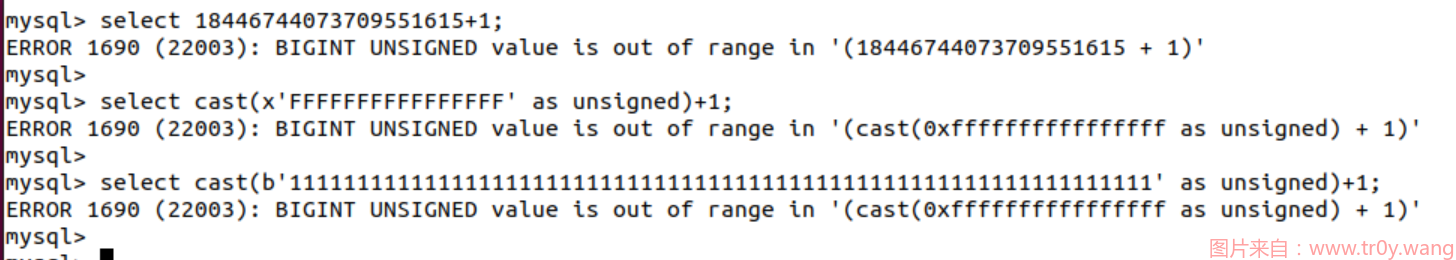 mysql> select 18446744073709551615+1;
ERROR 1690 (22003): BIGINT UNSIGNED value is out of range in '(18446744073709551615 + 1)'
mysql>
mysql> select cast(x'FFFFFFFFFFFFFFFF' as unsigned)+1;
ERROR 1690 (22003): BIGINT UNSIGNED value is out of range in '(cast(0xffffffffffffffff as unsigned) + 1)'
mysql>
mysql> select cast(b'1111111111111111111111111111111111111111111111111111111111111111' as unsigned)+1;
ERROR 1690 (22003): BIGINT UNSIGNED value is out of range in '(cast(0xffffffffffffffff as unsigned) + 1)'
mysql>
图片来自：www.tr0y.wang